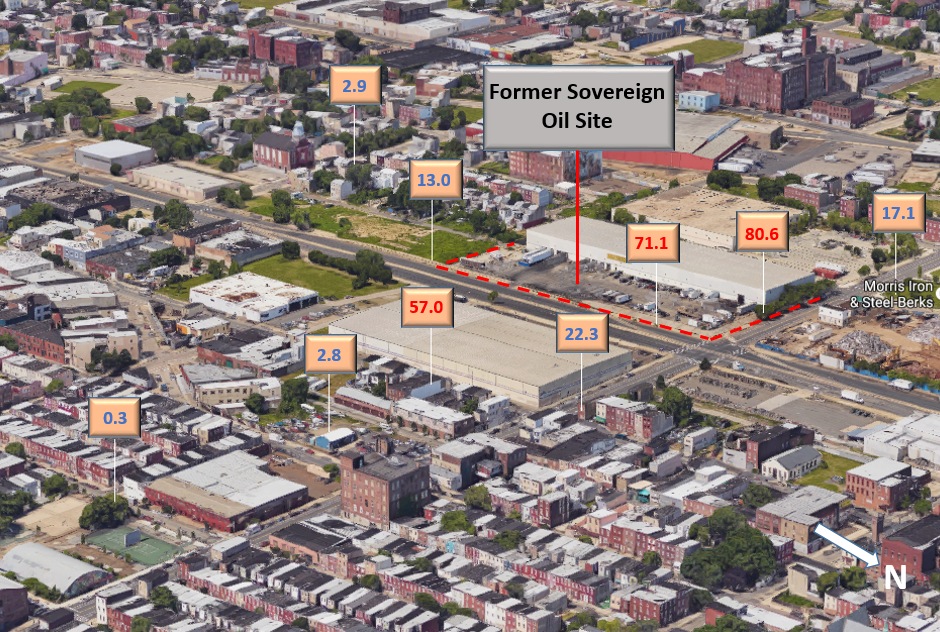 2.9
Former Sovereign
Oil Site
13.0
17.1
71.1
80.6
Morris Iron
& Steel-Berks
57.0
22.3
2.8
0.3
N